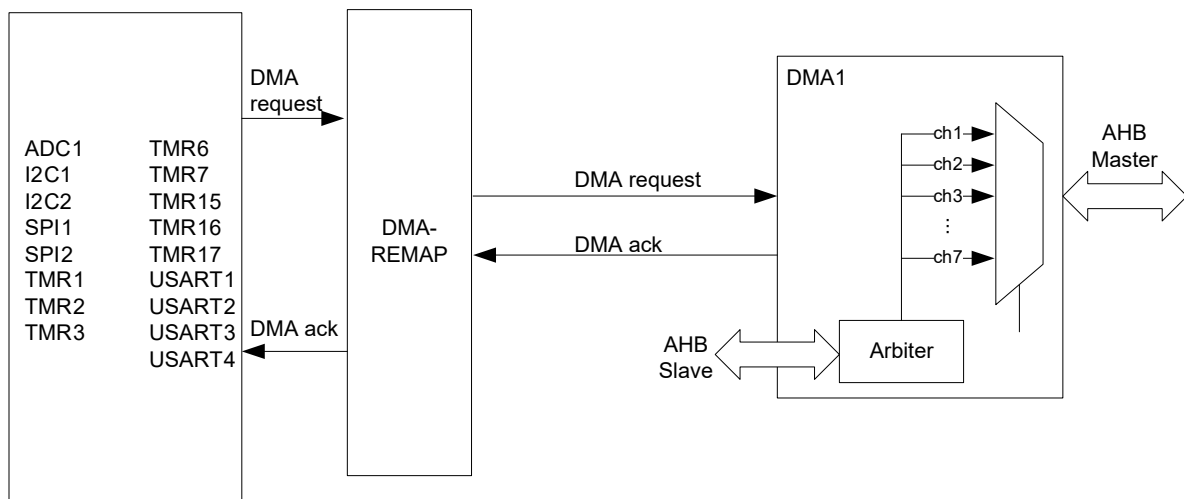 DMA
request
ADC1
I2C1
I2C2
SPI1
SPI2
TMR1
TMR2
TMR3
TMR6
TMR7
TMR15
TMR16
TMR17
USART1
USART2
USART3
USART4
DMA ack
DMA-
REMAP
DMA request
DMA ack
DMA1
ch1
ch2
ch3
...
ch7
Arbiter
AHB
Slave
AHB
Master